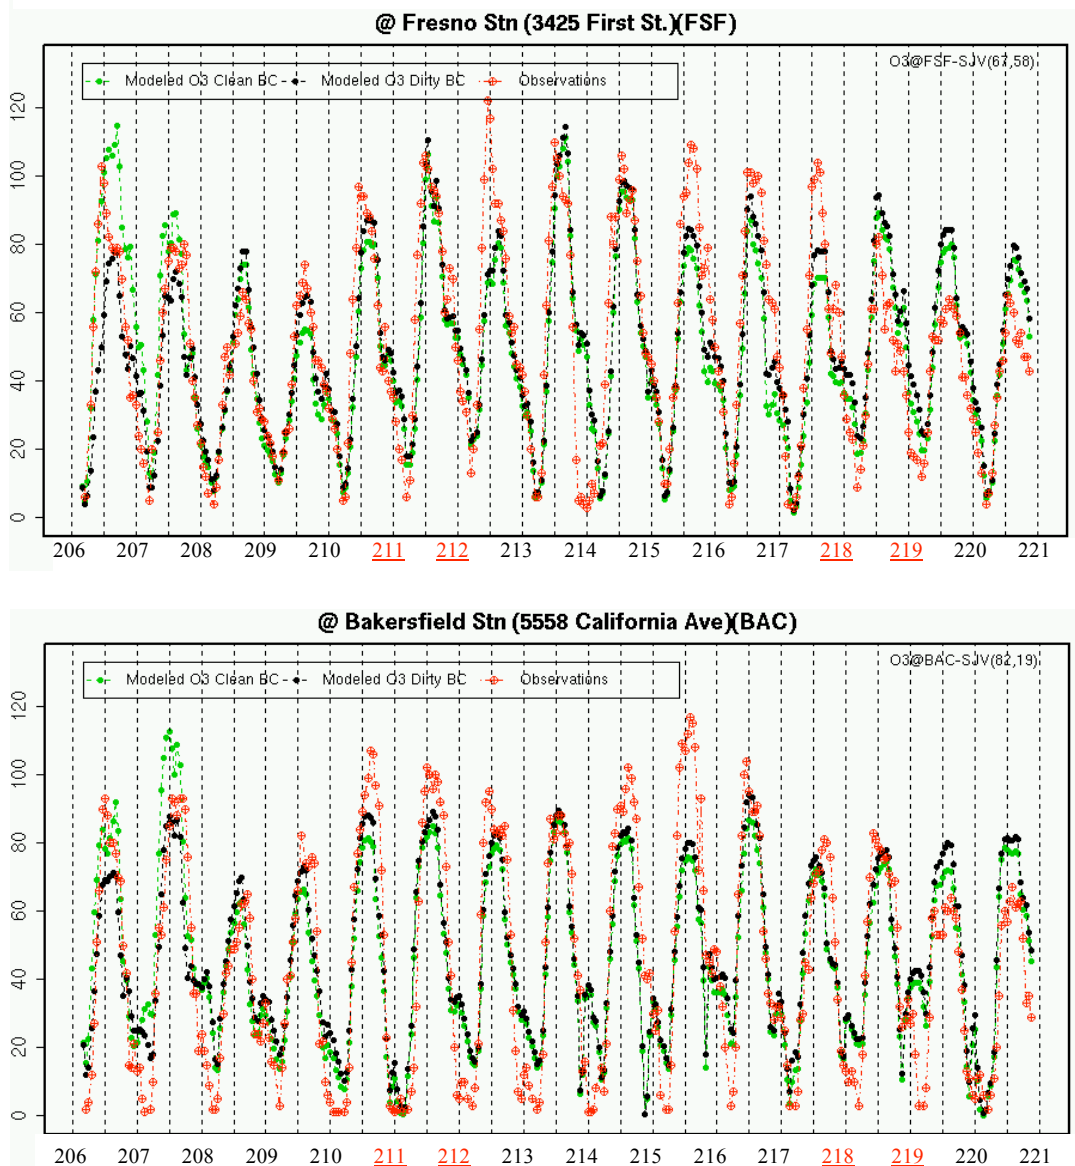 @ Fresno Stn (3425 First St.)(FSF)
O3@FSF-SJV(67,58)
Modeled O3 Clean BC Modeled O3 Dirty BC Observations
120
100
80
60
40
20
0
206 207 208 209 210 211 212 213 214 215 216 217 218 219 220 221
@ Bakersfield Stn (5558 California Ave)(BAC)
O3@BAC-SJV(82,19)
Modeled O3 Clean BC Modeled O3 Dirty BC Observations
120
100
80
60
40
20
0
206 207 208 209 210 211 212 213 214 215 216 217 218 219 220 221